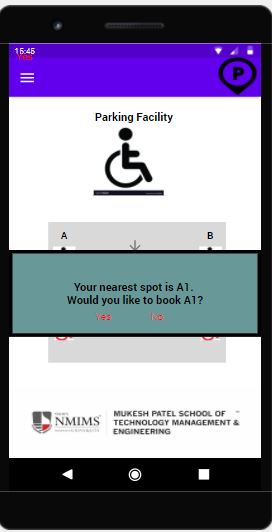 15:45
Yes
P
Parking Facility
A B
Your nearest spot is A1.
Would you like to book A1?
Yes No
NMIMS
MUKESH PATEL SCHOOL OF
TECHNOLOGY MANAGEMENT &
ENGINEERING